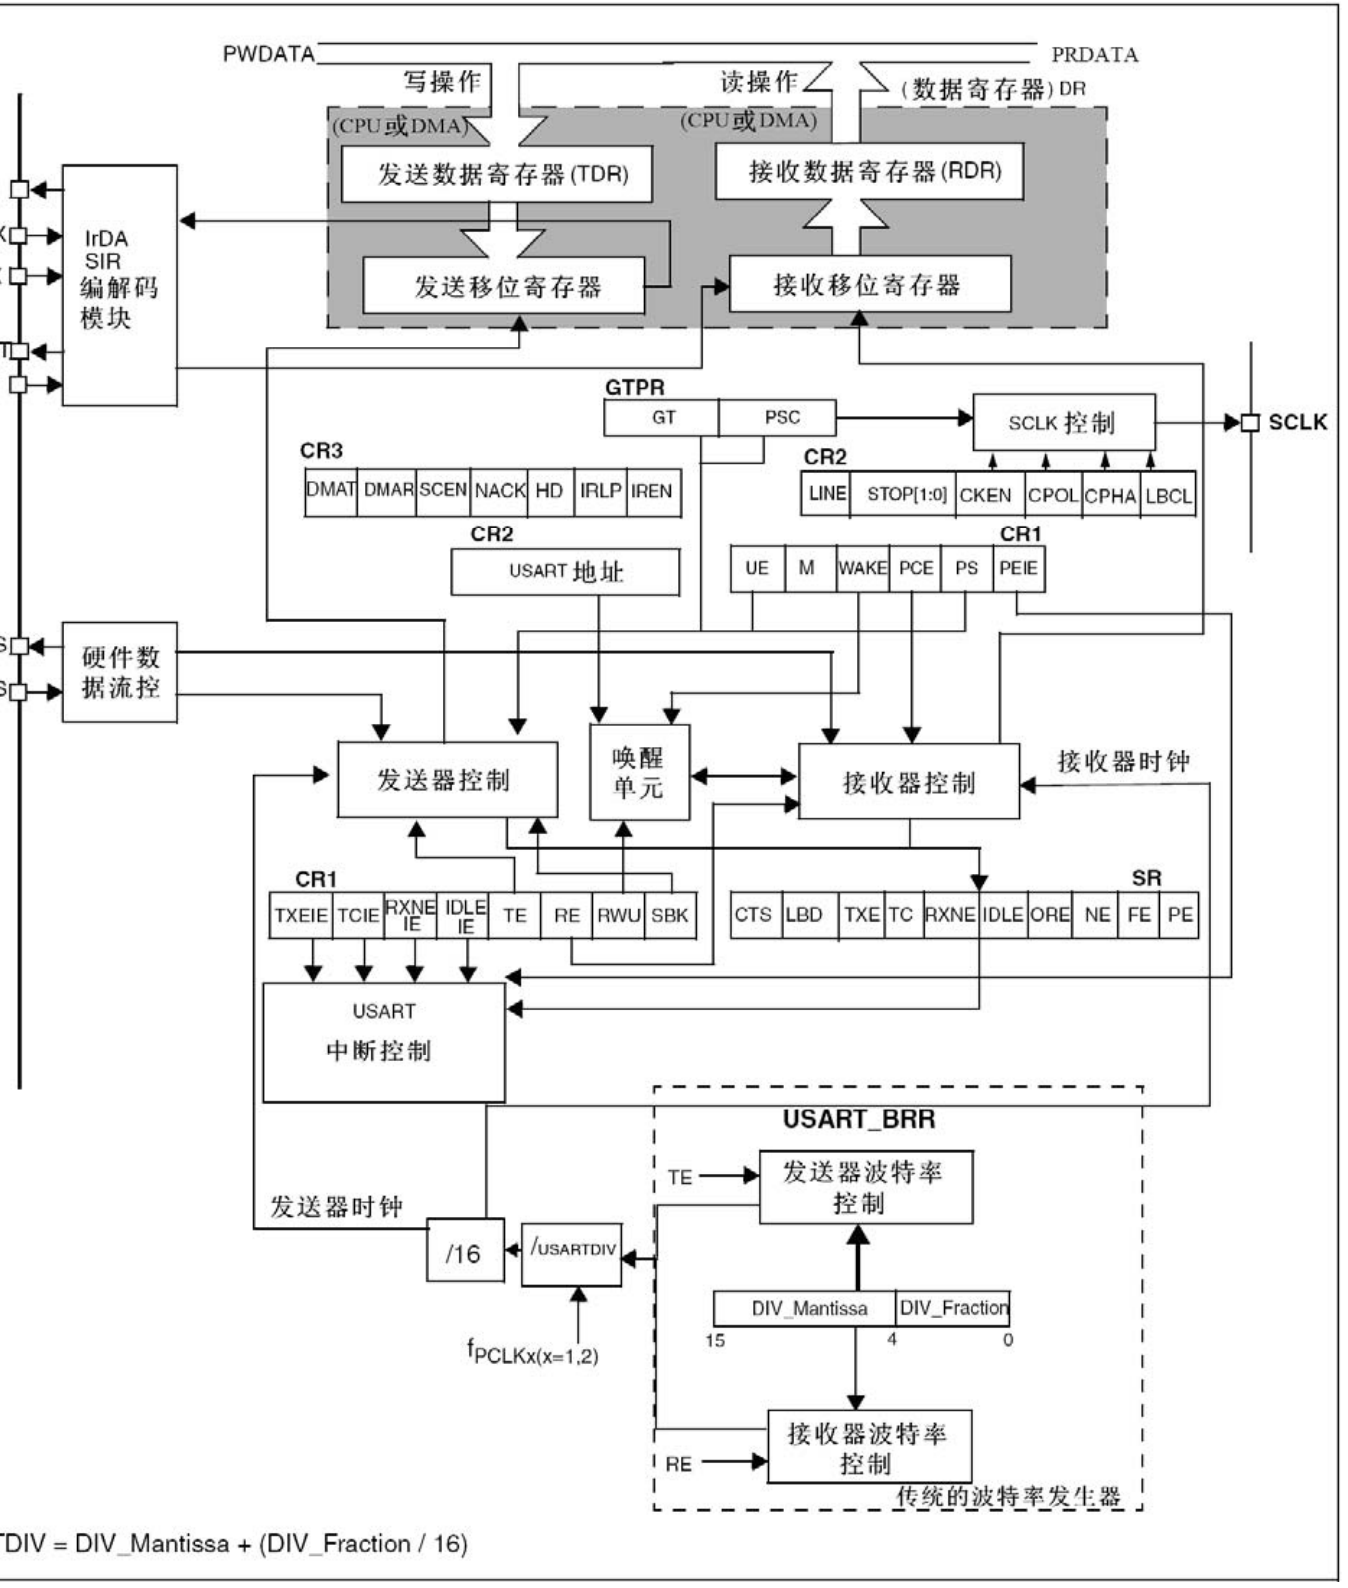 PWDATA
PRDATA
写操作
读操作
(数据寄存器) DR
(CPU或DMA)
(CPU或DMA)
发送数据寄存器(TDR)
接收数据寄存器(RDR)
IrDA
SIR
编解码
模块
发送移位寄存器
接收移位寄存器
GTPR
GT PSC
SCLK 控制
SCLK
CR3
DMAT DMAR SCEN NACK HD IRLP IREN
CR2
LINE STOP[1:0] CKEN CPOL CPHA LBCL
CR2
USART 地址
CR1
UE M WAKE PCE PS PEIE
硬件数
据流控
发送器控制
唤醒
单元
接收器控制
接收器时钟
CR1
TXEIE TCIE RXNE IE IDLE IE TE RE RWU SBK
SR
CTS LBD TXE TC RXNE IDLE ORE NE FE PE
USART
中断控制
USART_BRR
TE
发送器波特率
控制
发送器时钟
/16
/USARTDIV
DIV_Mantissa DIV_Fraction
15 4 0
fPCLKx(x=1,2)
接收器波特率
控制
RE
传统的波特率发生器
TDIV = DIV_Mantissa + (DIV_Fraction / 16)